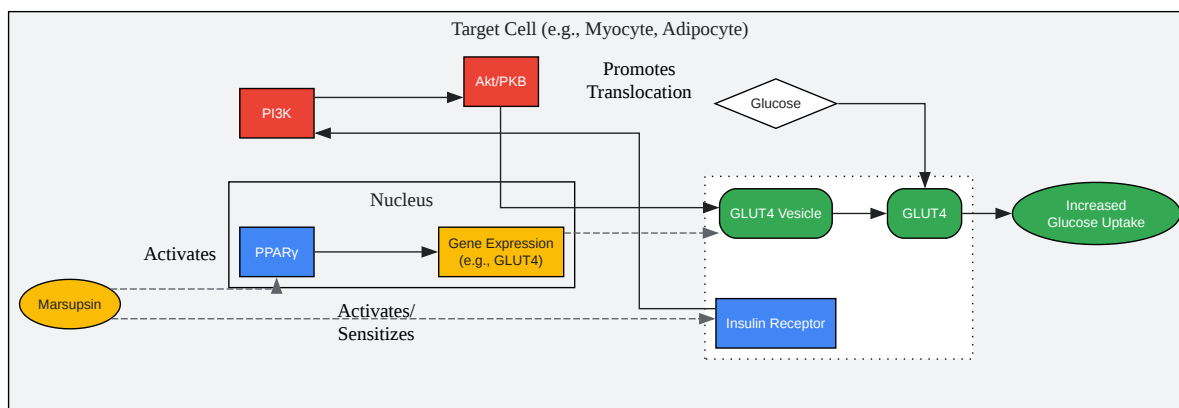 Target Cell (e.g., Myocyte, Adipocyte)
Akt/PKB
Promotes
Translocation
PI3K
Glucose
Nucleus
GLUT4 Vesicle
GLUT4
Increased
Glucose Uptake
Activates
PPARγ
Gene Expression
(e.g., GLUT4)
Marsupsin
Activates/
Sensitizes
Insulin Receptor